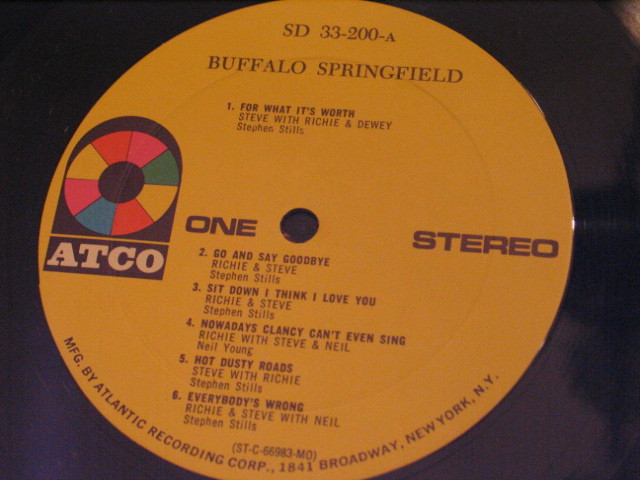 SD 33-200-A
BUFFALO SPRINGFIELD
1. FOR WHAT IT'S WORTH
STEVE WITH RICHIE & DEWEY
Stephen Stills
ATCO
ONE
STEREO
2. GO AND SAY GOODBYE
RICHIE & STEVE
Stephen Stills
3. SIT DOWN I THINK I LOVE YOU
RICHIE & STEVE
Stephen Stills
4. NOWADAYS CLANCY CAN'T EVEN SING
RICHIE WITH STEVE & NEIL
Neil Young
5. HOT DUSTY ROADS
STEVE WITH RICHIE
Stephen Stills
6. EVERYBODY'S WRONG
RICHIE & STEVE WITH NEIL
Stephen Stills
(ST-C-66983-MO)
MFG. BY ATLANTIC RECORDING CORP., 1841 BROADWAY, NEW YORK, N.Y.